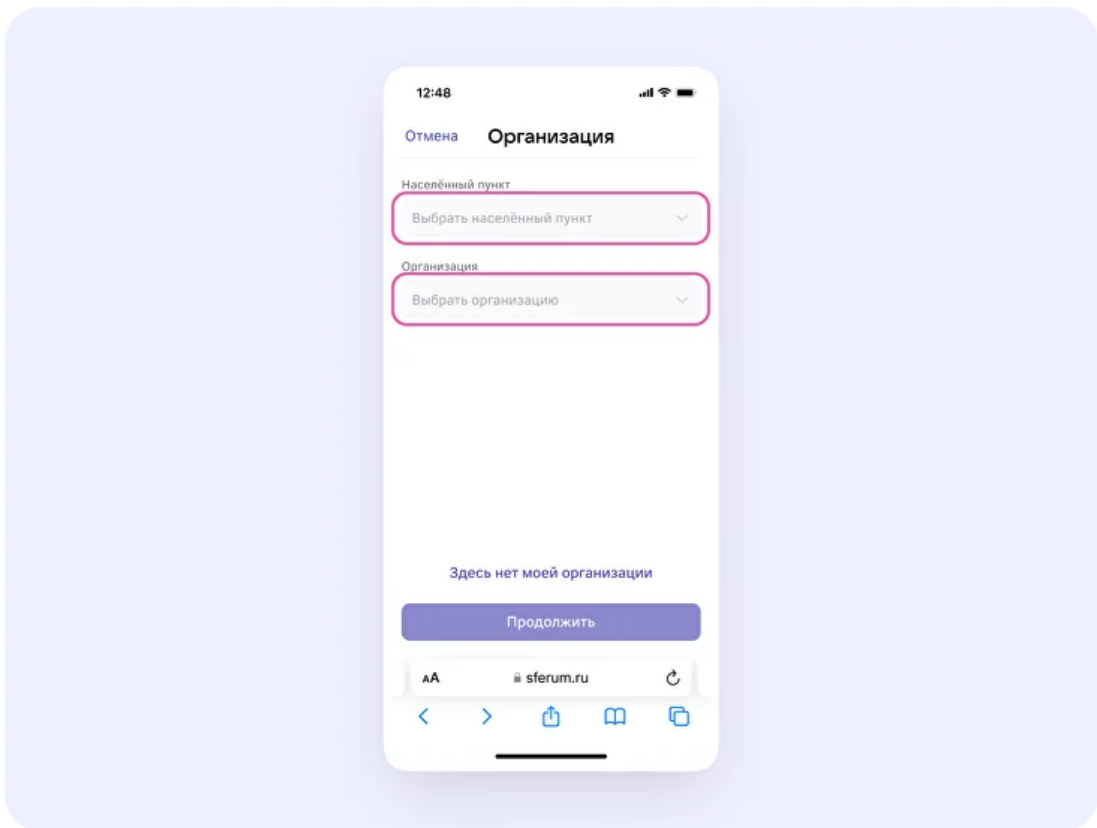 12:48
Отмена Организация
Населённый пункт
Выбрать населённый пункт
Организация
Выбрать организацию
Здесь нет моей организации
Продолжить
AA sferum.ru